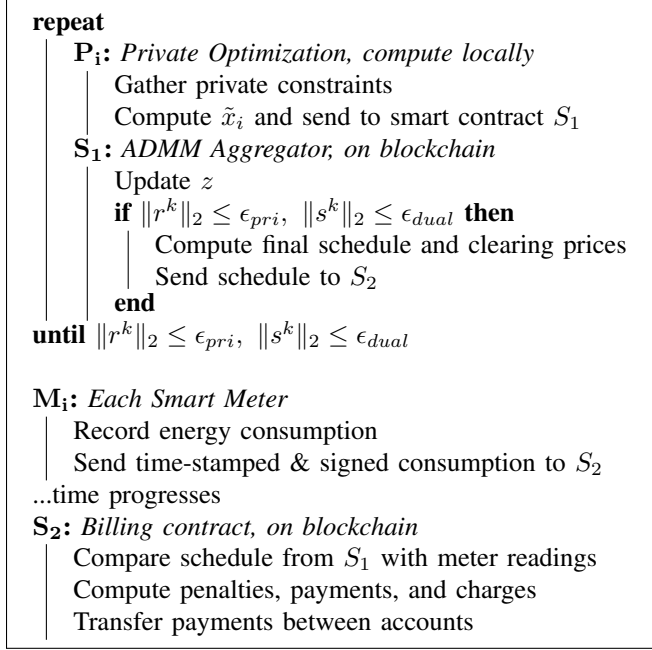 repeat
P_i: Private Optimization, compute locally
Gather private constraints
Compute x̃_i and send to smart contract S_1
S_1: ADMM Aggregator, on blockchain
Update z
if ‖r^k‖_2 ≤ ϵ_pri, ‖s^k‖_2 ≤ ϵ_dual then
Compute final schedule and clearing prices
Send schedule to S_2
end
until ‖r^k‖_2 ≤ ϵ_pri, ‖s^k‖_2 ≤ ϵ_dual
M_i: Each Smart Meter
Record energy consumption
Send time-stamped & signed consumption to S_2
...time progresses
S_2: Billing contract, on blockchain
Compare schedule from S_1 with meter readings
Compute penalties, payments, and charges
Transfer payments between accounts